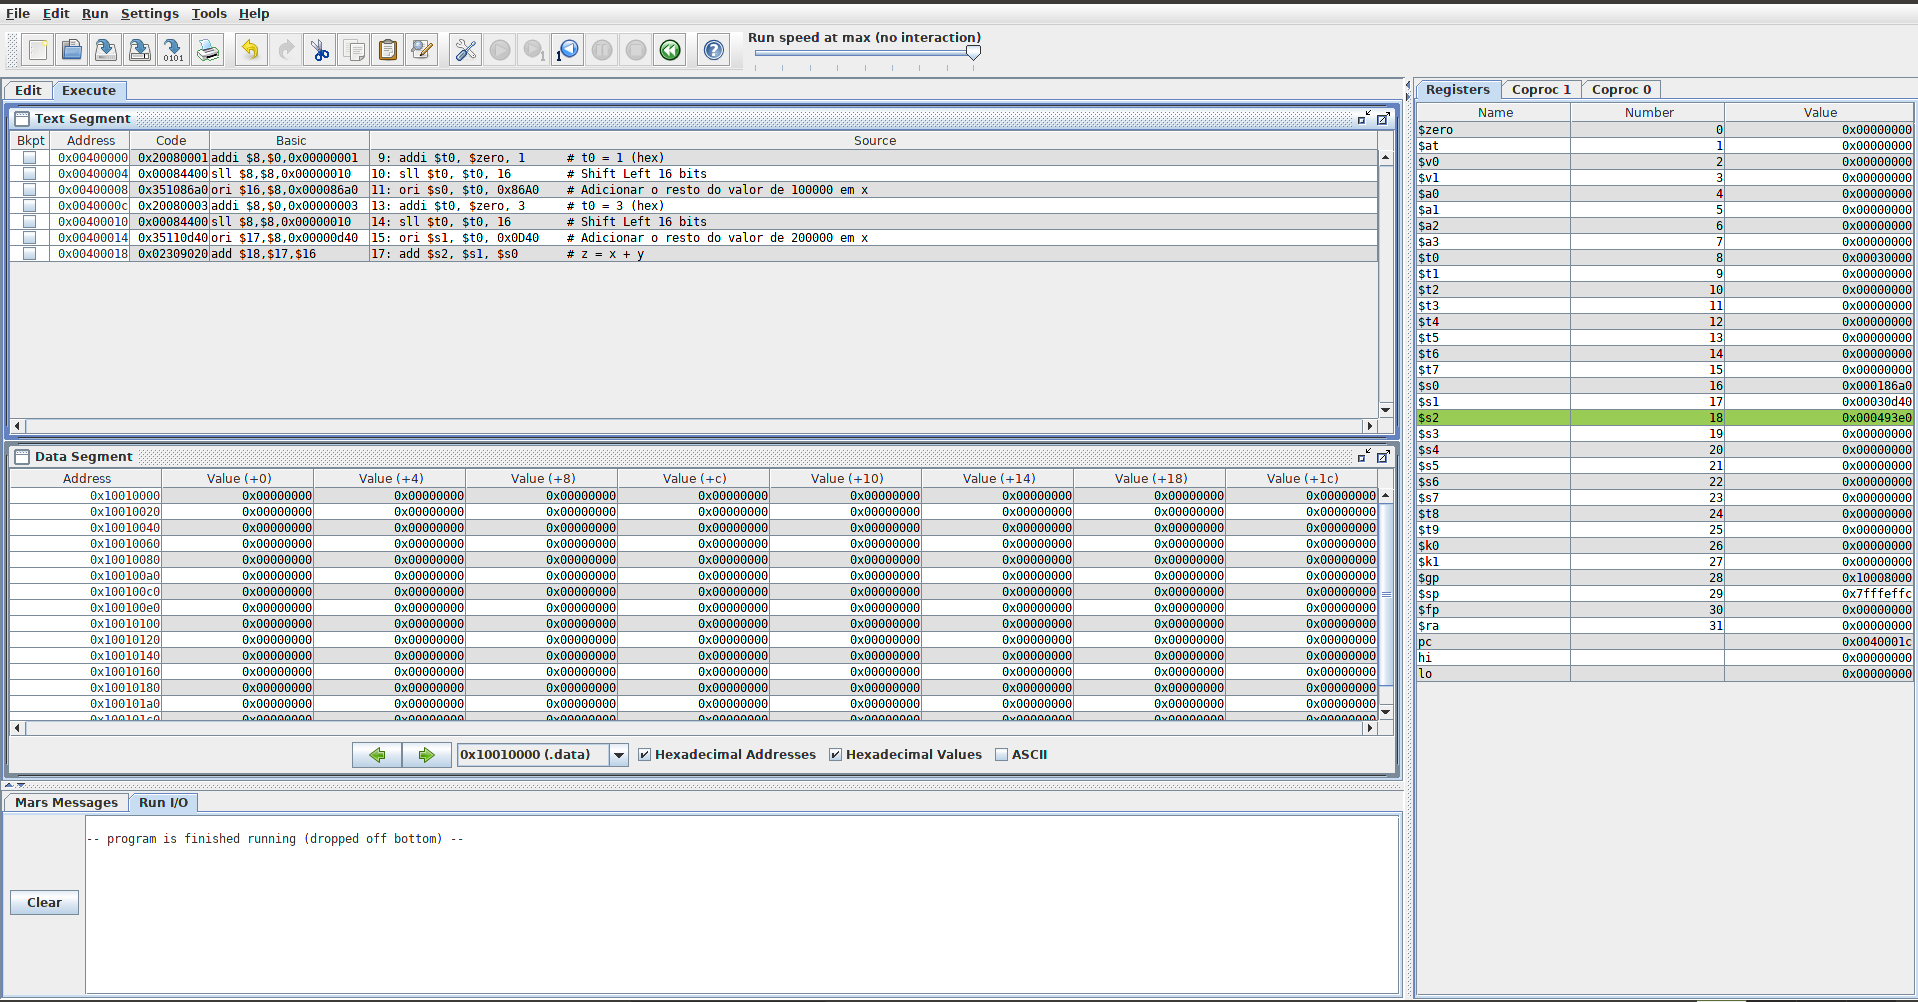 File Edit Run Settings Tools Help
Run speed at max (no interaction)
Edit Execute
Text Segment
Bkpt Address Code Basic Source
0x00400000 0x20080001 addi $8,$0,0x00000001 9: addi $t0, $zero, 1 # t0 = 1 (hex)
0x00400004 0x00084400 sll $8,$8,0x00000010 10: sll $t0, $t0, 16 # Shift Left 16 bits
0x00400008 0x351086a0 ori $16,$8,0x000086a0 11: ori $s0, $t0, 0x86A0 # Adicionar o resto do valor de 100000 em x
0x0040000c 0x20080003 addi $8,$0,0x00000003 13: addi $t0, $zero, 3 # t0 = 3 (hex)
0x00400010 0x00084400 sll $8,$8,0x00000010 14: sll $t0, $t0, 16 # Shift Left 16 bits
0x00400014 0x35110d40 ori $17,$8,0x00000d40 15: ori $s1, $t0, 0x0D40 # Adicionar o resto do valor de 200000 em x
0x00400018 0x02309020 add $18,$17,$16 17: add $s2, $s1, $s0 # z = x + y
Data Segment
Address Value (+0) Value (+4) Value (+8) Value (+c) Value (+10) Value (+14) Value (+18) Value (+1c)
0x10010000 0x00000000 0x00000000 0x00000000 0x00000000 0x00000000 0x00000000 0x00000000 0x00000000
0x10010020 0x00000000 0x00000000 0x00000000 0x00000000 0x00000000 0x00000000 0x00000000 0x00000000
0x10010040 0x00000000 0x00000000 0x00000000 0x00000000 0x00000000 0x00000000 0x00000000 0x00000000
0x10010060 0x00000000 0x00000000 0x00000000 0x00000000 0x00000000 0x00000000 0x00000000 0x00000000
0x10010080 0x00000000 0x00000000 0x00000000 0x00000000 0x00000000 0x00000000 0x00000000 0x00000000
0x100100a0 0x00000000 0x00000000 0x00000000 0x00000000 0x00000000 0x00000000 0x00000000 0x00000000
0x100100c0 0x00000000 0x00000000 0x00000000 0x00000000 0x00000000 0x00000000 0x00000000 0x00000000
0x100100e0 0x00000000 0x00000000 0x00000000 0x00000000 0x00000000 0x00000000 0x00000000 0x00000000
0x10010100 0x00000000 0x00000000 0x00000000 0x00000000 0x00000000 0x00000000 0x00000000 0x00000000
0x10010120 0x00000000 0x00000000 0x00000000 0x00000000 0x00000000 0x00000000 0x00000000 0x00000000
0x10010140 0x00000000 0x00000000 0x00000000 0x00000000 0x00000000 0x00000000 0x00000000 0x00000000
0x10010160 0x00000000 0x00000000 0x00000000 0x00000000 0x00000000 0x00000000 0x00000000 0x00000000
0x10010180 0x00000000 0x00000000 0x00000000 0x00000000 0x00000000 0x00000000 0x00000000 0x00000000
0x100101a0 0x00000000 0x00000000 0x00000000 0x00000000 0x00000000 0x00000000 0x00000000 0x00000000
0x100101c0 0x00000000 0x00000000 0x00000000 0x00000000 0x00000000 0x00000000 0x00000000 0x00000000
0x10010000 (.data) Hexadecimal Addresses Hexadecimal Values ASCII
Mars Messages Run I/O
-- program is finished running (dropped off bottom) --
Clear
Registers Coproc 1 Coproc 0
Name Number Value
$zero 0 0x00000000
$at 1 0x00000000
$v0 2 0x00000000
$v1 3 0x00000000
$a0 4 0x00000000
$a1 5 0x00000000
$a2 6 0x00000000
$a3 7 0x00000000
$t0 8 0x00030000
$t1 9 0x00000000
$t2 10 0x00000000
$t3 11 0x00000000
$t4 12 0x00000000
$t5 13 0x00000000
$t6 14 0x00000000
$t7 15 0x00000000
$s0 16 0x000186a0
$s1 17 0x00030d40
$s2 18 0x000493e0
$s3 19 0x00000000
$s4 20 0x00000000
$s5 21 0x00000000
$s6 22 0x00000000
$s7 23 0x00000000
$t8 24 0x00000000
$t9 25 0x00000000
$k0 26 0x00000000
$k1 27 0x00000000
$gp 28 0x10008000
$sp 29 0x7fffeffc
$fp 30 0x00000000
$ra 31 0x00000000
pc 0x0040001c
hi 0x00000000
lo 0x00000000